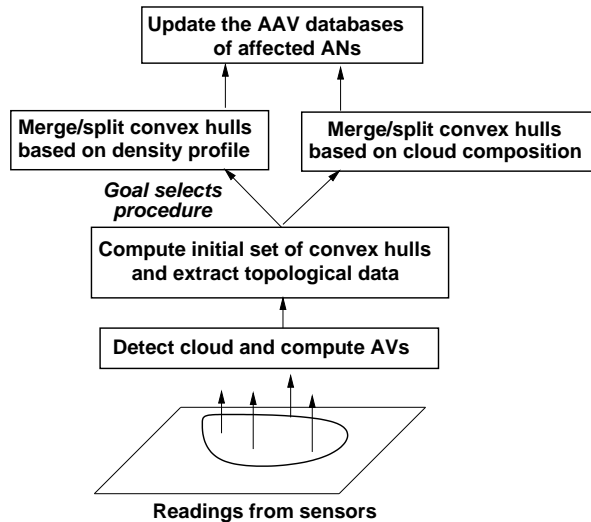 Update the AAV databases
of affected ANs
Merge/split convex hulls
based on density profile
Merge/split convex hulls
based on cloud composition
Goal selects
procedure
Compute initial set of convex hulls
and extract topological data
Detect cloud and compute AVs
Readings from sensors